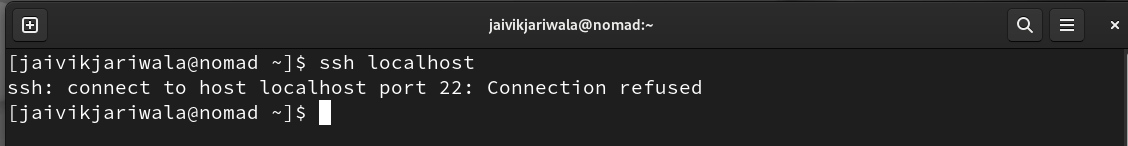 jaivikjariwala@nomad:~
[jaivikjariwala@nomad ~]$ ssh localhost
ssh: connect to host localhost port 22: Connection refused
[jaivikjariwala@nomad ~]$